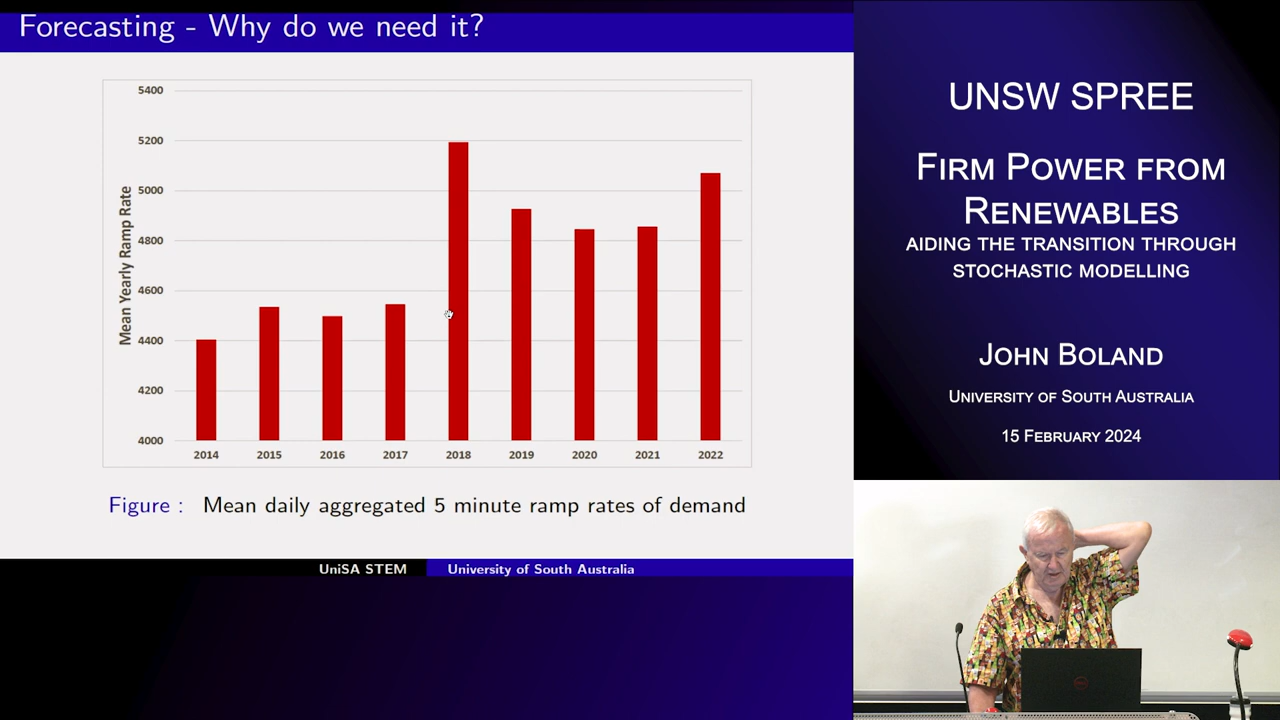 Forecasting - Why do we need it?
5400
5200
5000
4800
4600
4400
4200
4000
Mean Yearly Ramp Rate
2014 2015 2016 2017 2018 2019 2020 2021 2022
Figure : Mean daily aggregated 5 minute ramp rates of demand
UniSA STEM University of South Australia
UNSW SPREE
FIRM POWER FROM
RENEWABLES
AIDING THE TRANSITION THROUGH
STOCHASTIC MODELLING
JOHN BOLAND
UNIVERSITY OF SOUTH AUSTRALIA
15 FEBRUARY 2024
DELL